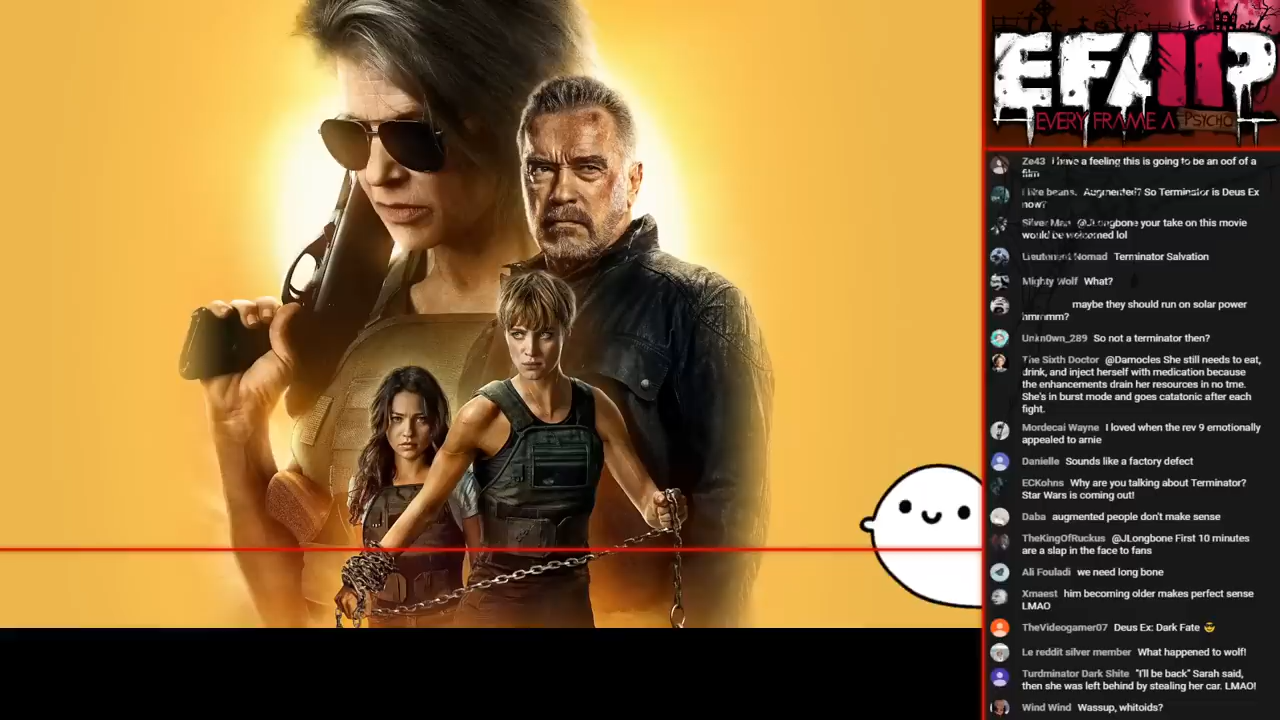 EFAP
EVERY FRAME A PSYCHO
Ze43 I have a feeling this is going to be an oof of a
film
I like beans. Augmented? So Terminator is Deus Ex
now?
Silver Man @JLongbone your take on this movie
would be welcomed lol
Lieutenant Nomad Terminator Salvation
Mighty Wolf What?
maybe they should run on solar power
hmmmm?
Unkn0wn_289 So not a terminator then?
The Sixth Doctor @Damocles She still needs to eat,
drink, and inject herself with medication because
the enhancements drain her resources in no tme.
She's in burst mode and goes catatonic after each
fight.
Mordecai Wayne I loved when the rev 9 emotionally
appealed to arnie
Danielle Sounds like a factory defect
ECKohns Why are you talking about Terminator?
Star Wars is coming out!
Daba augmented people don't make sense
TheKingOfRuckus @JLongbone First 10 minutes
are a slap in the face to fans
Ali Fouladi we need long bone
Xmaest him becoming older makes perfect sense
LMAO
TheVideogamer07 Deus Ex: Dark Fate 😎
Le reddit silver member What happened to wolf!
Turdminator Dark Shite "I'll be back" Sarah said,
then she was left behind by stealing her car. LMAO!
Wind Wind Wassup, whitoids?